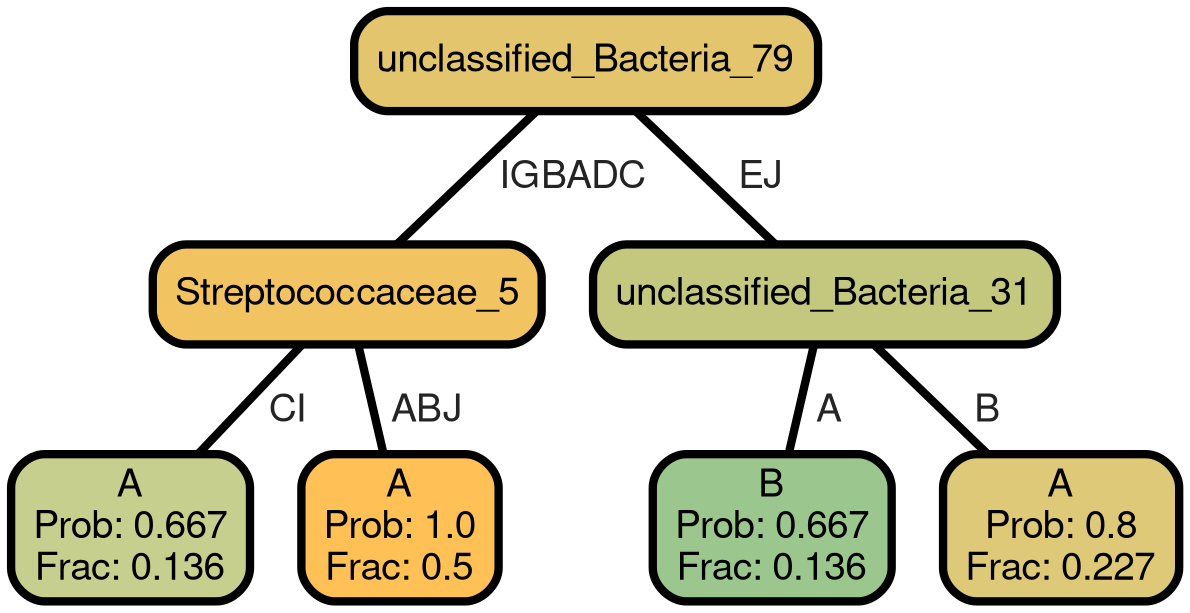 unclassified_Bacteria_79
IGBADC
EJ
Streptococcaceae_5
unclassified_Bacteria_31
CI
ABJ
A
B
A
Prob: 0.667
Frac: 0.136
A
Prob: 1.0
Frac: 0.5
B
Prob: 0.667
Frac: 0.136
A
Prob: 0.8
Frac: 0.227